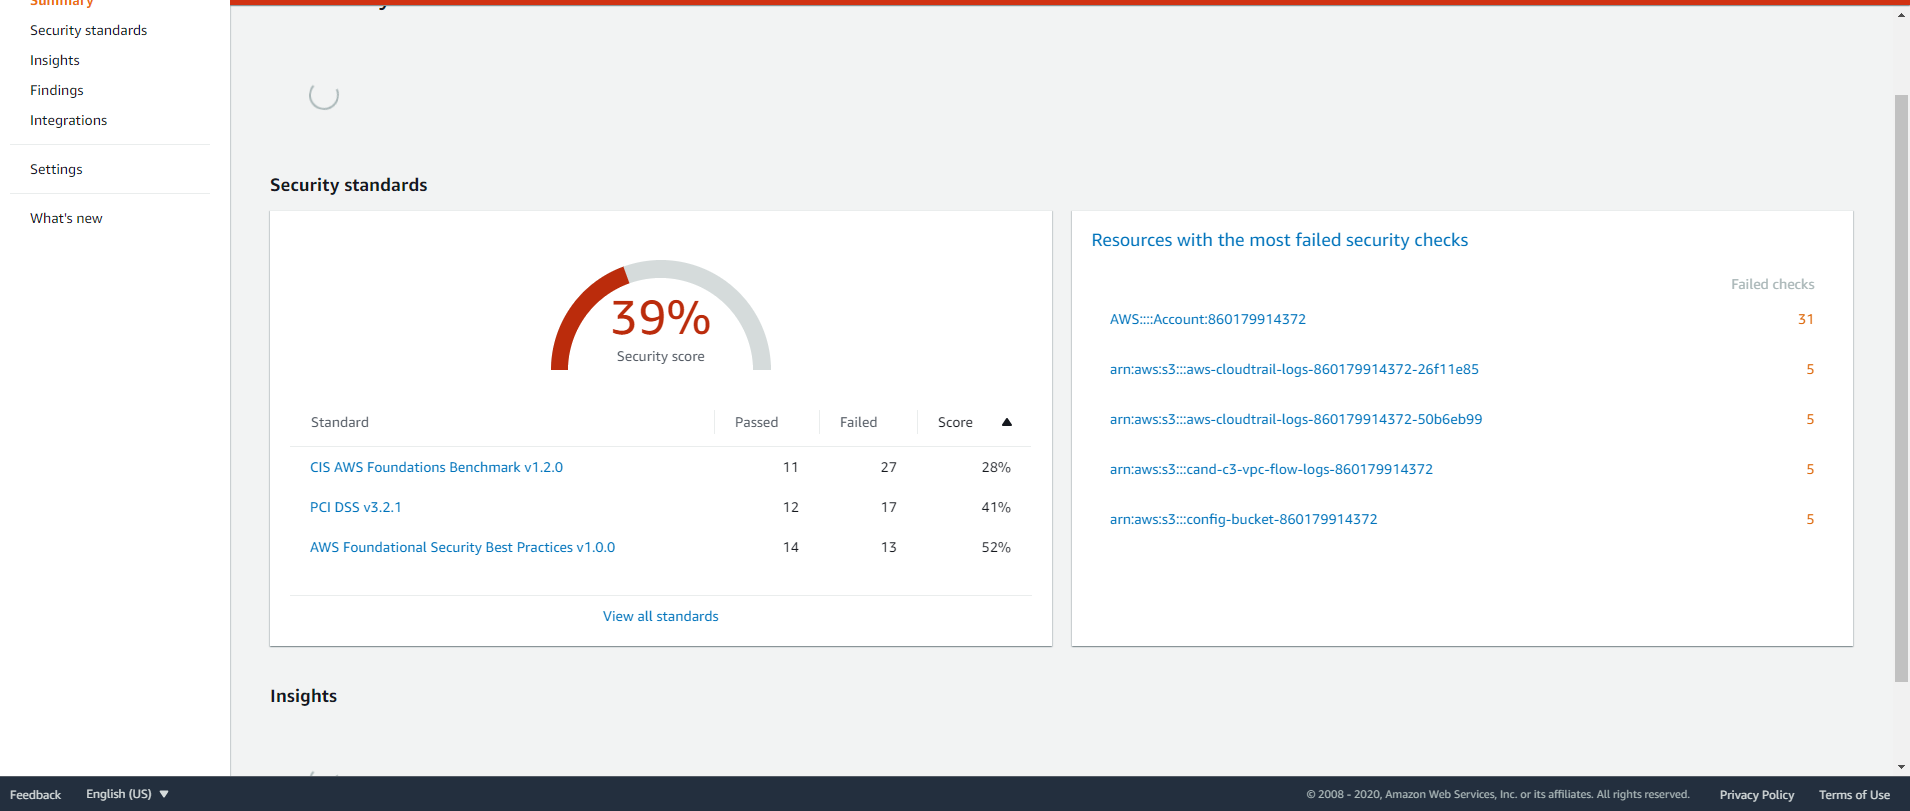 Summary
Security standards
Insights
Findings
Integrations
Settings
What's new
Security standards
39%
Security score
Standard Passed Failed Score
CIS AWS Foundations Benchmark v1.2.0 11 27 28%
PCI DSS v3.2.1 12 17 41%
AWS Foundational Security Best Practices v1.0.0 14 13 52%
View all standards
Resources with the most failed security checks
Failed checks
AWS::::Account:860179914372 31
arn:aws:s3:::aws-cloudtrail-logs-860179914372-26f11e85 5
arn:aws:s3:::aws-cloudtrail-logs-860179914372-50b6eb99 5
arn:aws:s3:::cand-c3-vpc-flow-logs-860179914372 5
arn:aws:s3:::config-bucket-860179914372 5
Insights
Feedback English (US) © 2008 - 2020, Amazon Web Services, Inc. or its affiliates. All rights reserved. Privacy Policy Terms of Use